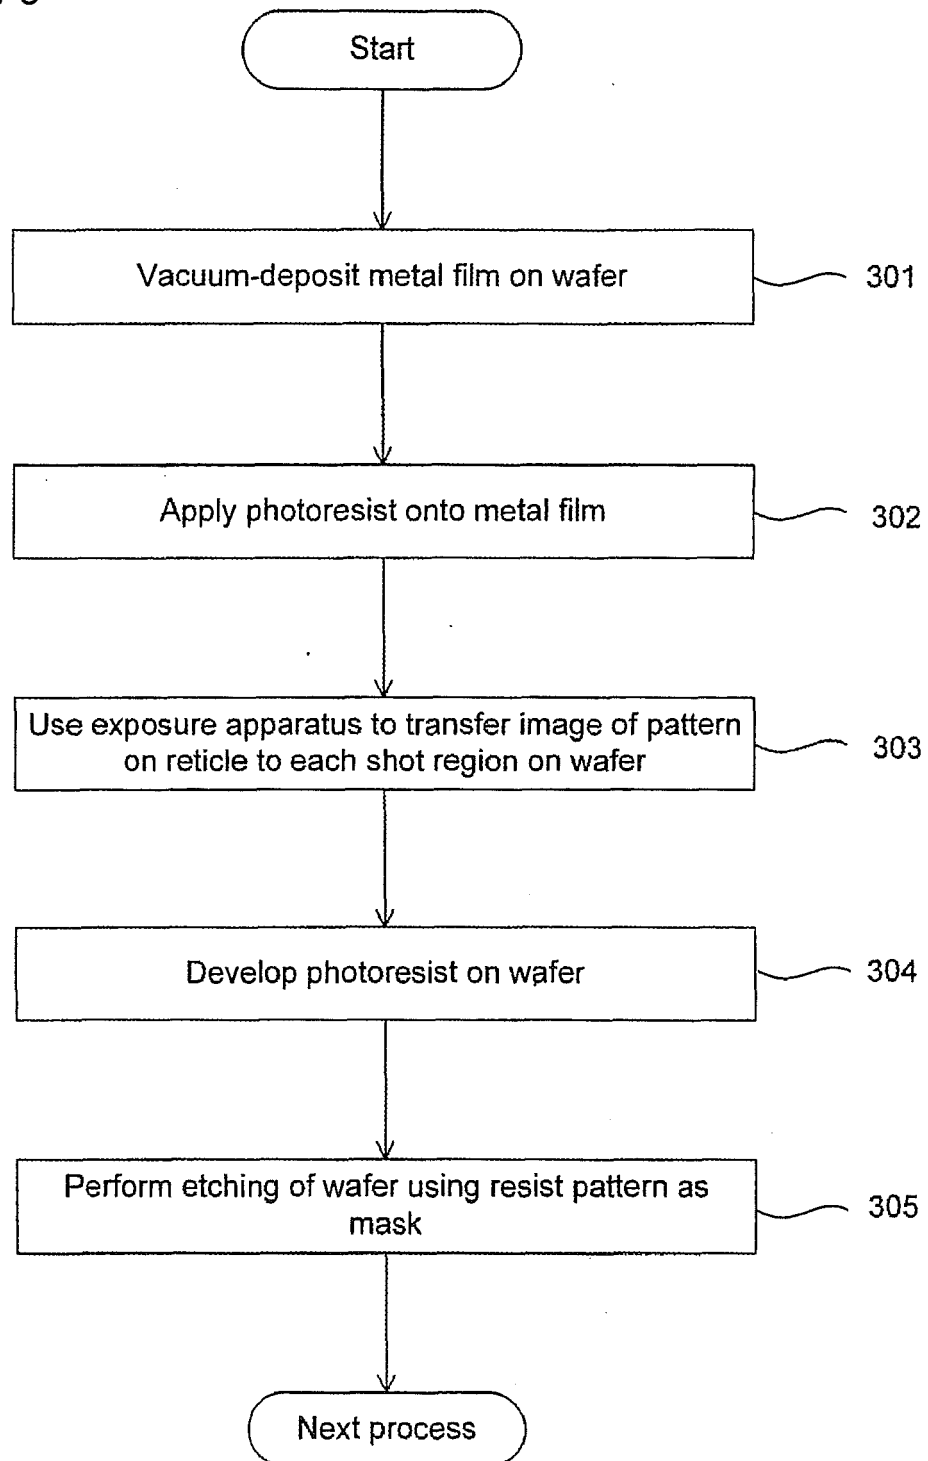 Start
Vacuum-deposit metal film on wafer
301
Apply photoresist onto metal film
302
Use exposure apparatus to transfer image of pattern
on reticle to each shot region on wafer
303
Develop photoresist on wafer
304
Perform etching of wafer using resist pattern as
mask
305
Next process